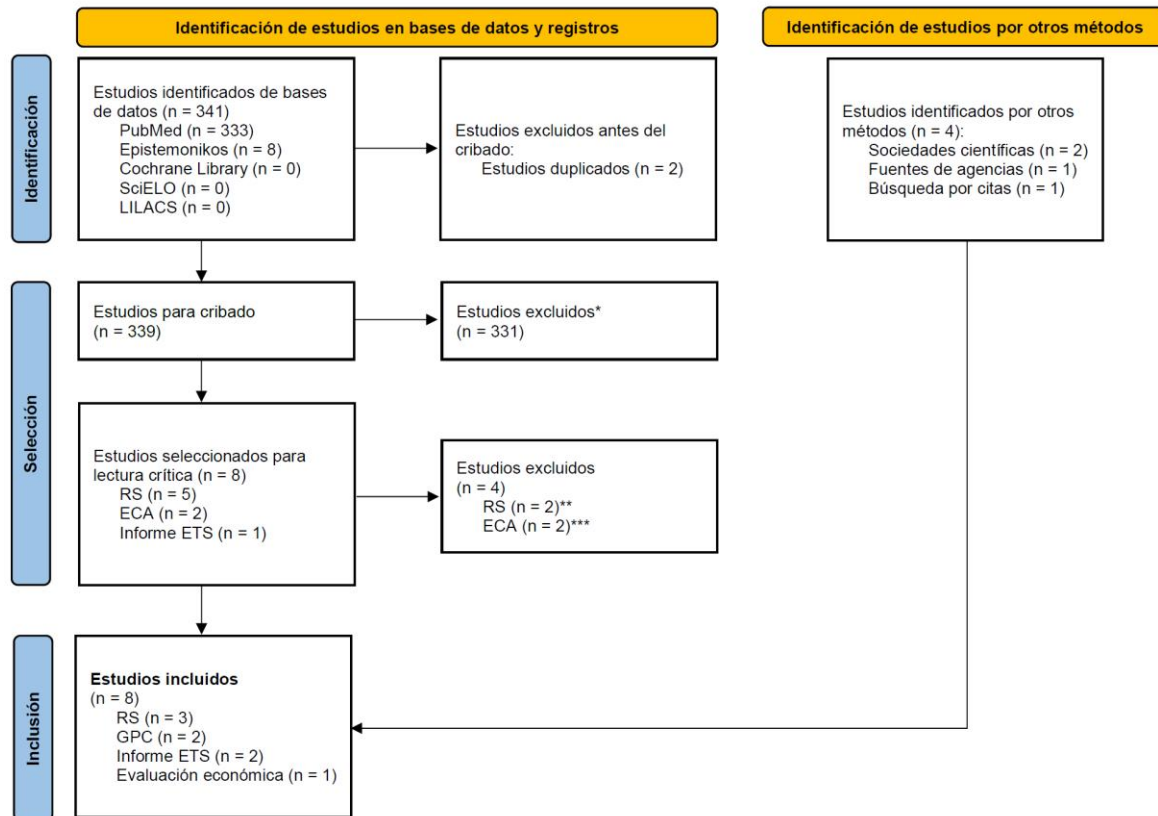 Identificación de estudios en bases de datos y registros
Identificación de estudios por otros métodos
Identificación
Estudios identificados de bases
de datos (n = 341)
PubMed (n = 333)
Epistemonikos (n = 8)
Cochrane Library (n = 0)
SciELO (n = 0)
LILACS (n = 0)
Estudios excluidos antes del
cribado:
Estudios duplicados (n = 2)
Estudios identificados por otros
métodos (n = 4):
Sociedades científicas (n = 2)
Fuentes de agencias (n = 1)
Búsqueda por citas (n = 1)
Selección
Estudios para cribado
(n = 339)
Estudios excluidos*
(n = 331)
Estudios seleccionados para
lectura crítica (n = 8)
RS (n = 5)
ECA (n = 2)
Informe ETS (n = 1)
Estudios excluidos
(n = 4)
RS (n = 2)**
ECA (n = 2)***
Inclusión
Estudios incluidos
(n = 8)
RS (n = 3)
GPC (n = 2)
Informe ETS (n = 2)
Evaluación económica (n = 1)